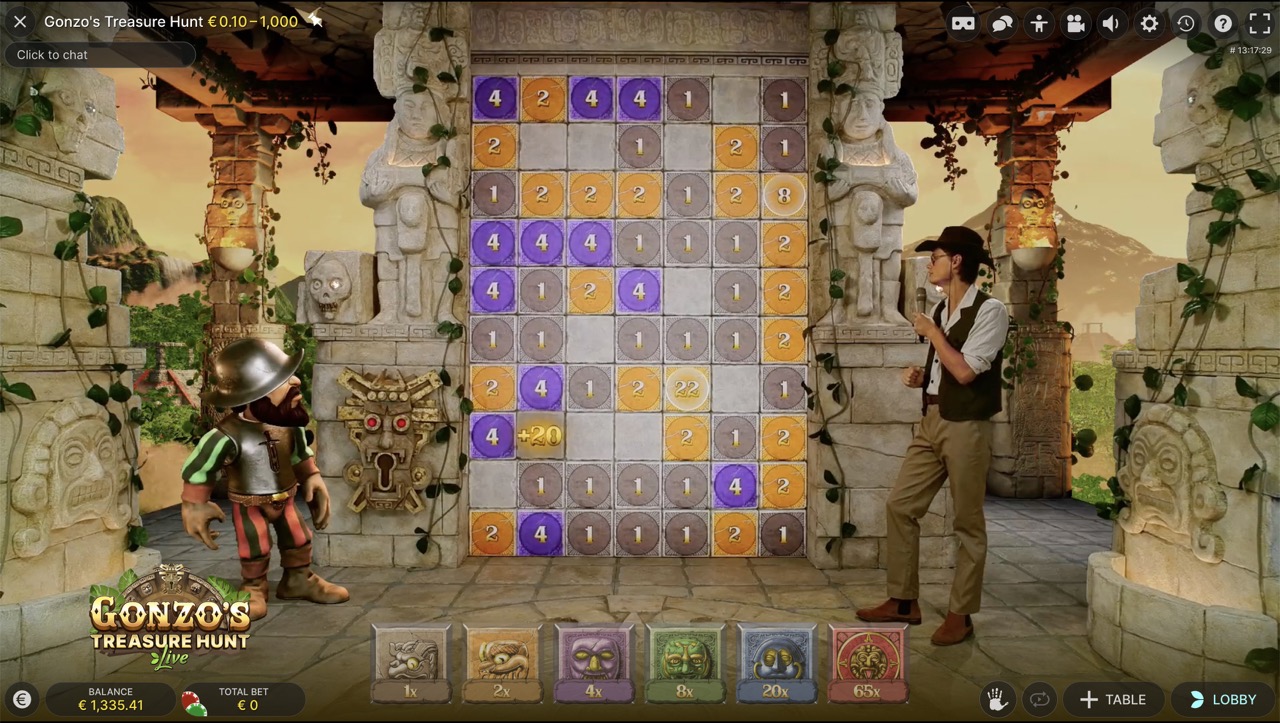 Gonzo's Treasure Hunt €0.10–1,000
Click to chat
# 13:17:29
4 2 4 4 1 1
2 1 2 1
1 2 2 2 1 2 8
4 4 4 1 1 1 2
4 1 2 4 1 2
1 1 1 1 1 2
2 4 1 2 22 1
4 +20 2 1 2
1 1 1 1 4 2
2 4 1 1 1 2 1
GONZO'S
TREASURE HUNT
Live
1x 2x 4x 8x 20x 65x
BALANCE
€ 1,335.41
TOTAL BET
€ 0
TABLE
LOBBY